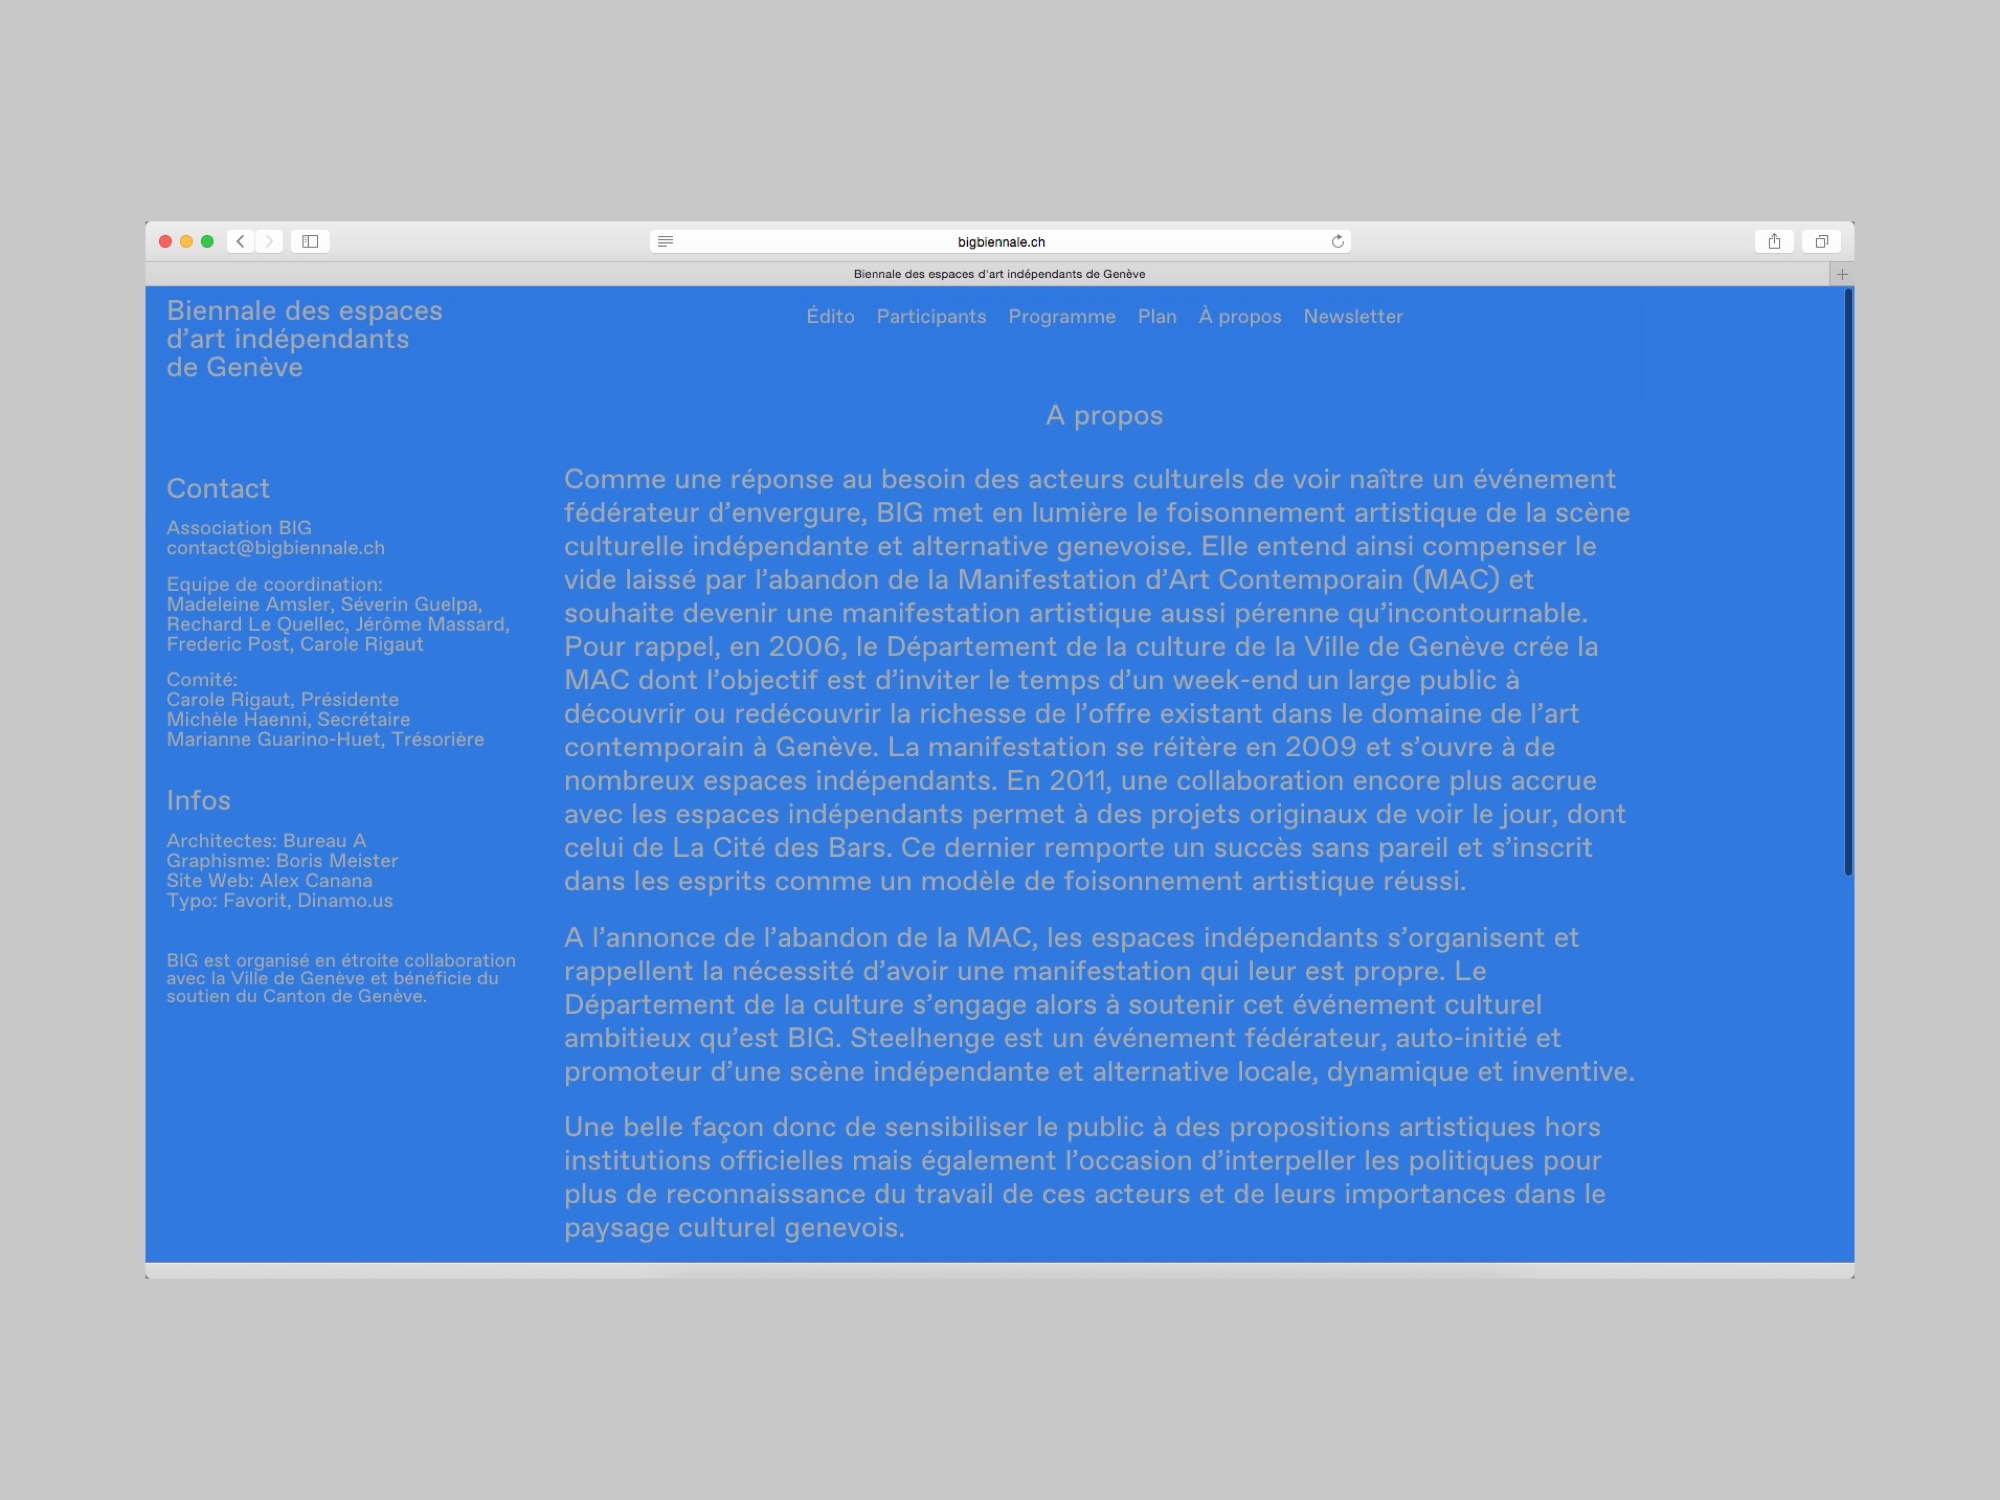 bigbiennale.ch
Biennale des espaces d'art indépendants de Genève
Biennale des espaces
d’art indépendants
de Genève
Édito Participants Programme Plan À propos Newsletter
À propos
Contact
Association BIG
contact@bigbiennale.ch
Equipe de coordination:
Madeleine Amsler, Séverin Guelpa,
Rechard Le Quellec, Jérôme Massard,
Frederic Post, Carole Rigaut
Comité:
Carole Rigaut, Présidente
Michèle Haenni, Secrétaire
Marianne Guarino-Huet, Trésorière
Infos
Architectes: Bureau A
Graphisme: Boris Meister
Site Web: Alex Canana
Typo: Favorit, Dinamo.us
BIG est organisé en étroite collaboration
avec la Ville de Genève et bénéficie du
soutien du Canton de Genève.
Comme une réponse au besoin des acteurs culturels de voir naître un événement
fédérateur d’envergure, BIG met en lumière le foisonnement artistique de la scène
culturelle indépendante et alternative genevoise. Elle entend ainsi compenser le
vide laissé par l’abandon de la Manifestation d’Art Contemporain (MAC) et
souhaite devenir une manifestation artistique aussi pérenne qu’incontournable.
Pour rappel, en 2006, le Département de la culture de la Ville de Genève crée la
MAC dont l’objectif est d’inviter le temps d’un week-end un large public à
découvrir ou redécouvrir la richesse de l’offre existant dans le domaine de l’art
contemporain à Genève. La manifestation se réitère en 2009 et s’ouvre à de
nombreux espaces indépendants. En 2011, une collaboration encore plus accrue
avec les espaces indépendants permet à des projets originaux de voir le jour, dont
celui de La Cité des Bars. Ce dernier remporte un succès sans pareil et s’inscrit
dans les esprits comme un modèle de foisonnement artistique réussi.
A l’annonce de l’abandon de la MAC, les espaces indépendants s’organisent et
rappellent la nécessité d’avoir une manifestation qui leur est propre. Le
Département de la culture s’engage alors à soutenir cet événement culturel
ambitieux qu’est BIG. Steelhenge est un événement fédérateur, auto-initié et
promoteur d’une scène indépendante et alternative locale, dynamique et inventive.
Une belle façon donc de sensibiliser le public à des propositions artistiques hors
institutions officielles mais également l’occasion d’interpeller les politiques pour
plus de reconnaissance du travail de ces acteurs et de leurs importances dans le
paysage culturel genevois.